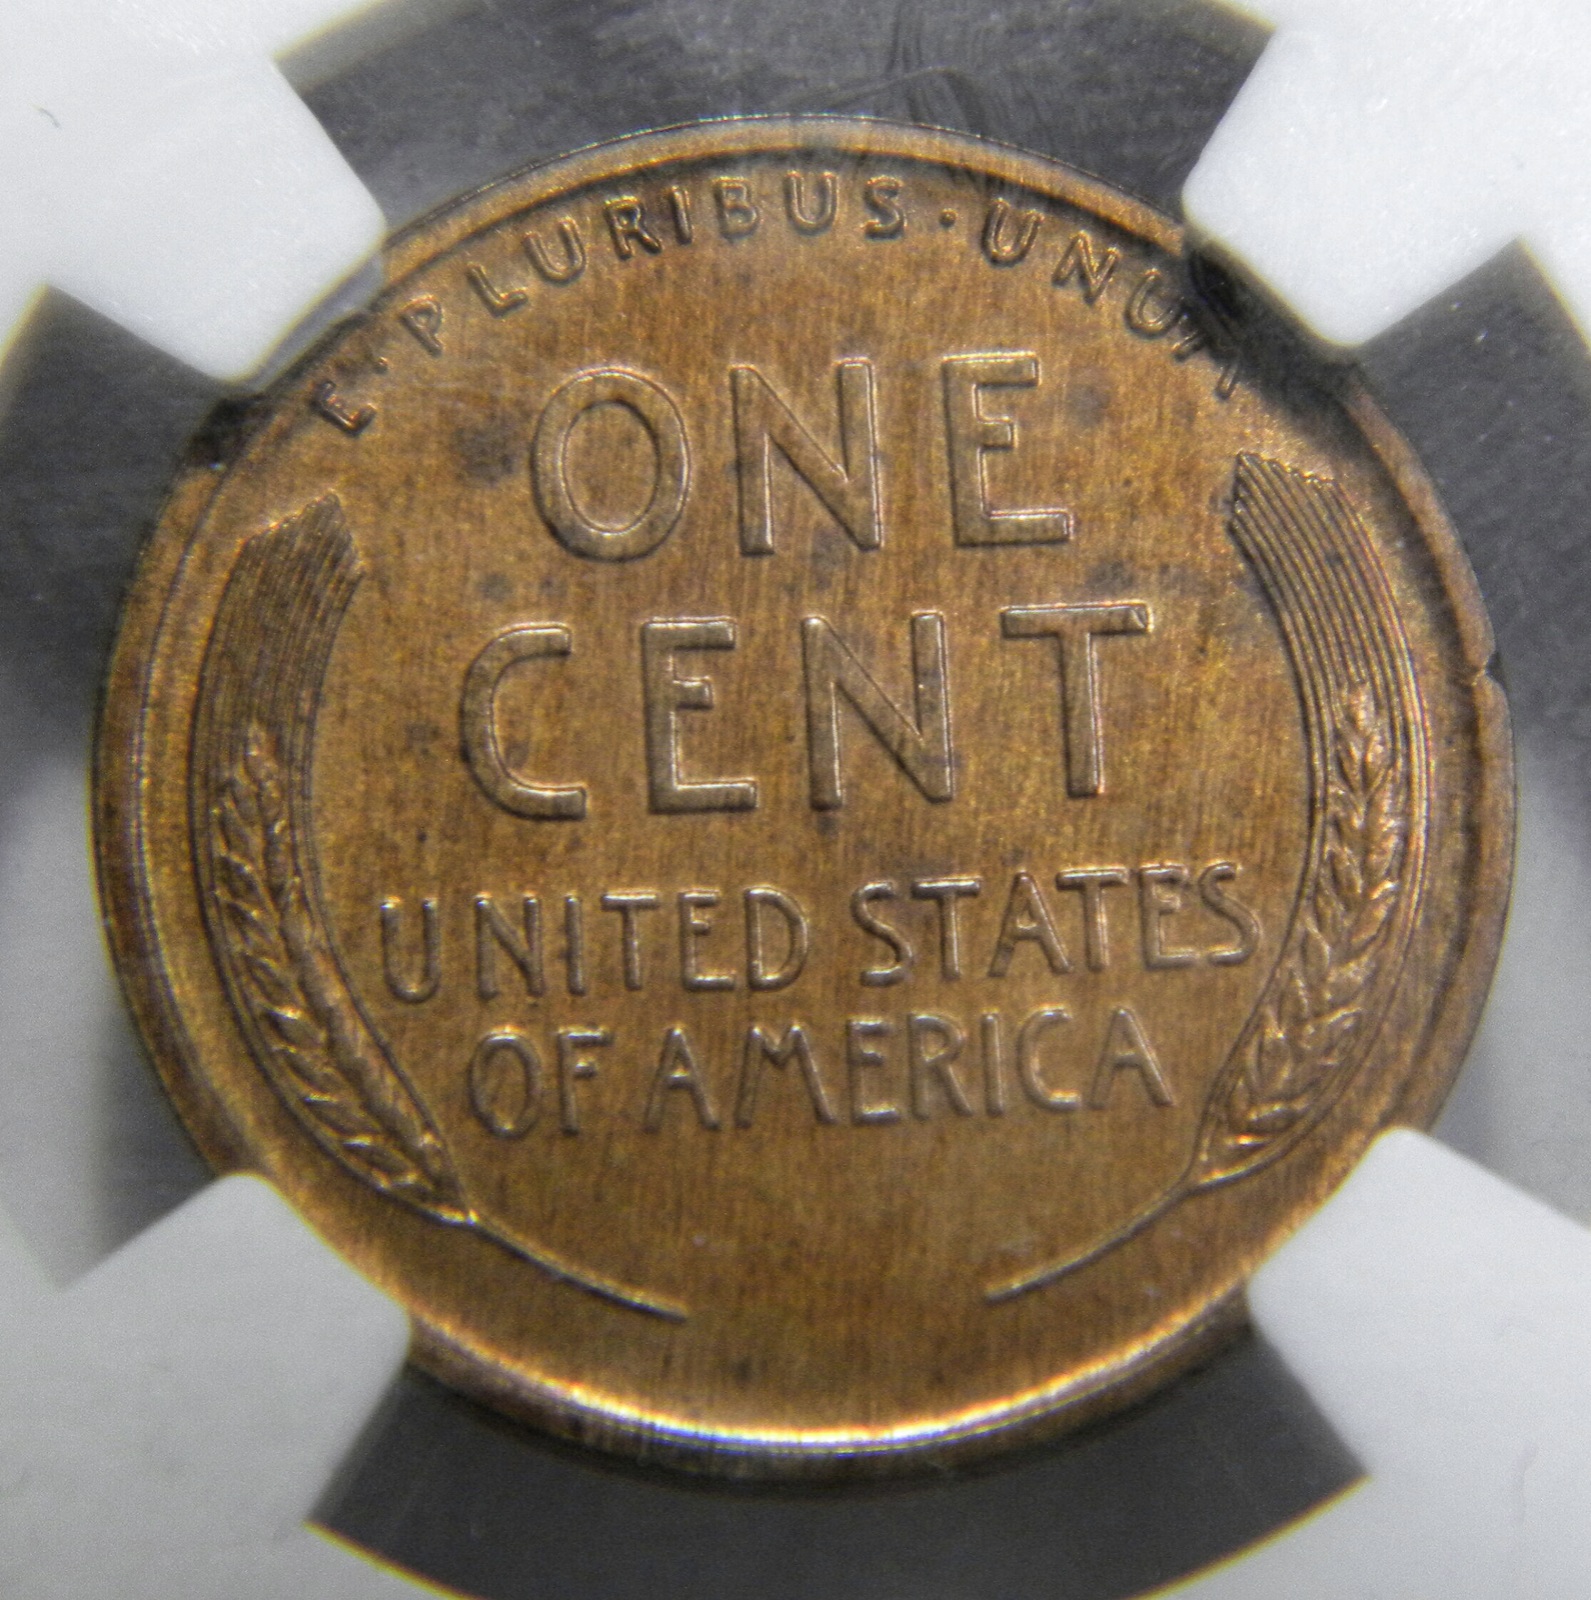 E·PLURIBUS·UNUM
ONE
CENT
UNITED STATES
OF AMERICA